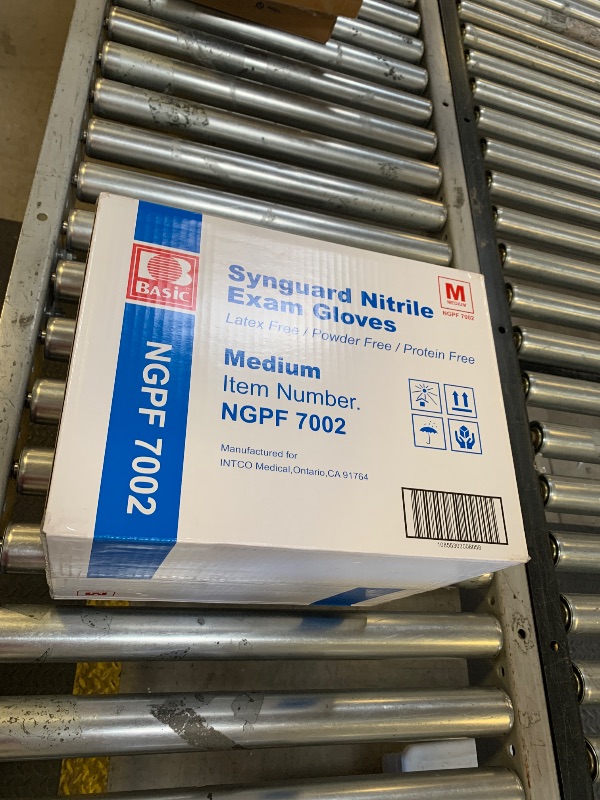 BASIC
NGPF 7002
Synguard Nitrile
Exam Gloves
Latex Free / Powder Free / Protein Free
M
MEDIUM
NGPF 7002
Medium
Item Number.
NGPF 7002
Manufactured for
INTCO Medical,Ontario,CA 91764